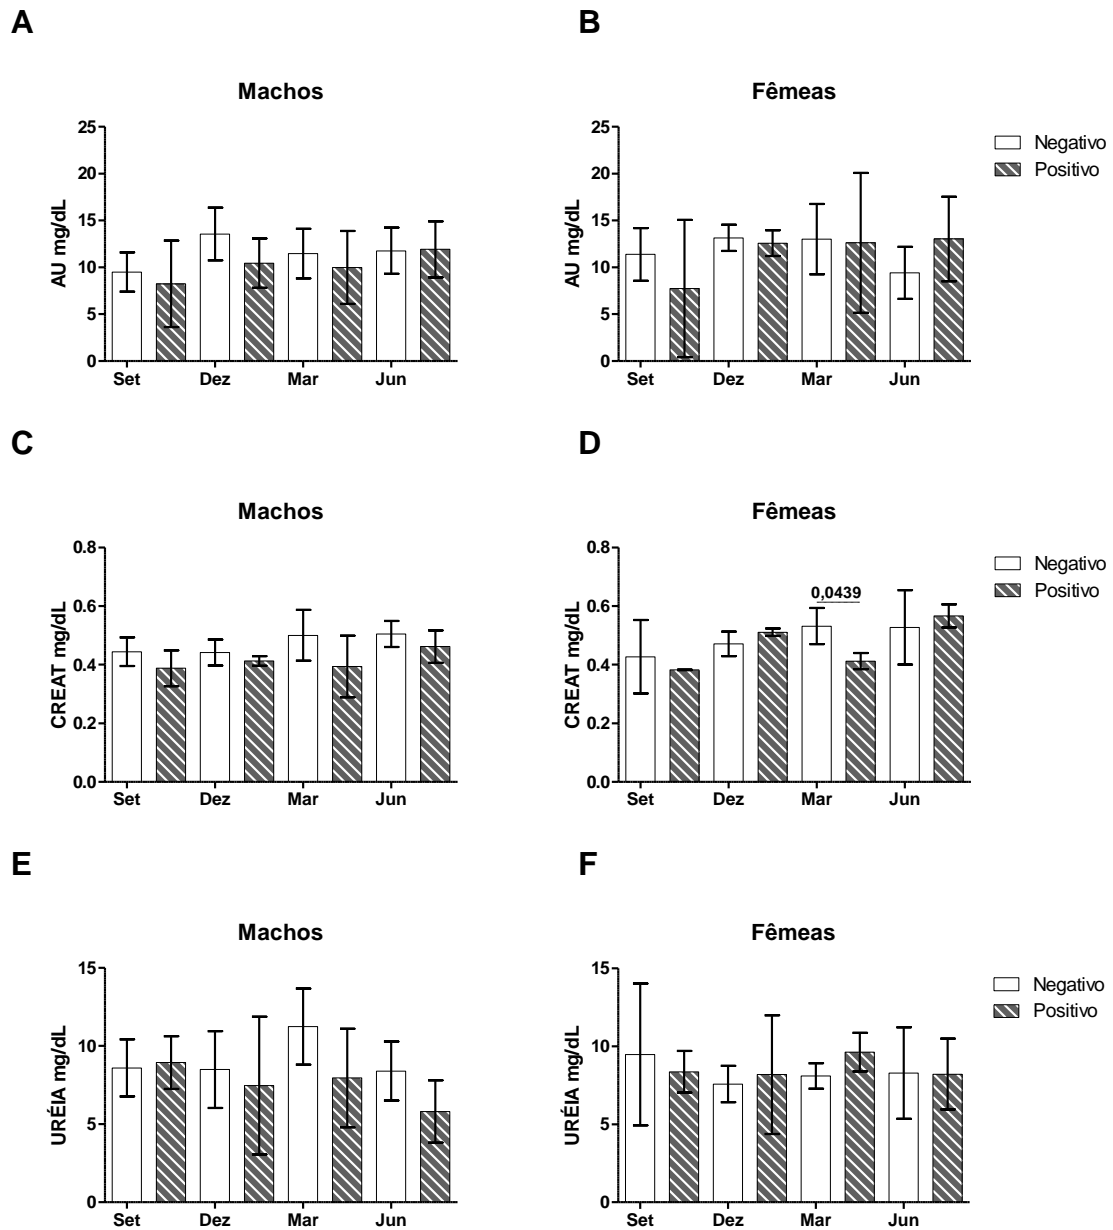 A
B
Machos
Fêmeas
25
20
15
10
5
0
AU mg/dL
Set
Dez
Mar
Jun
25
20
15
10
5
0
AU mg/dL
Set
Dez
Mar
Jun
Negativo
Positivo
C
D
Machos
Fêmeas
0.8
0.6
0.4
0.2
0.0
CREAT mg/dL
Set
Dez
Mar
Jun
0.8
0.6
0.4
0.2
0.0
CREAT mg/dL
0,0439
Set
Dez
Mar
Jun
Negativo
Positivo
E
F
Machos
Fêmeas
15
10
5
0
URÉIA mg/dL
Set
Dez
Mar
Jun
15
10
5
0
URÉIA mg/dL
Set
Dez
Mar
Jun
Negativo
Positivo